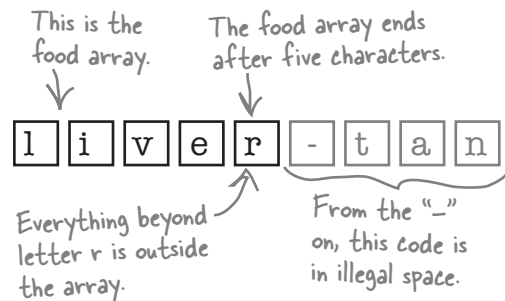 This is the
food array.
The food array ends
after five characters.
l i v e r - t a n
Everything beyond
letter r is outside
the array.
From the “–”
on, this code is
in illegal space.